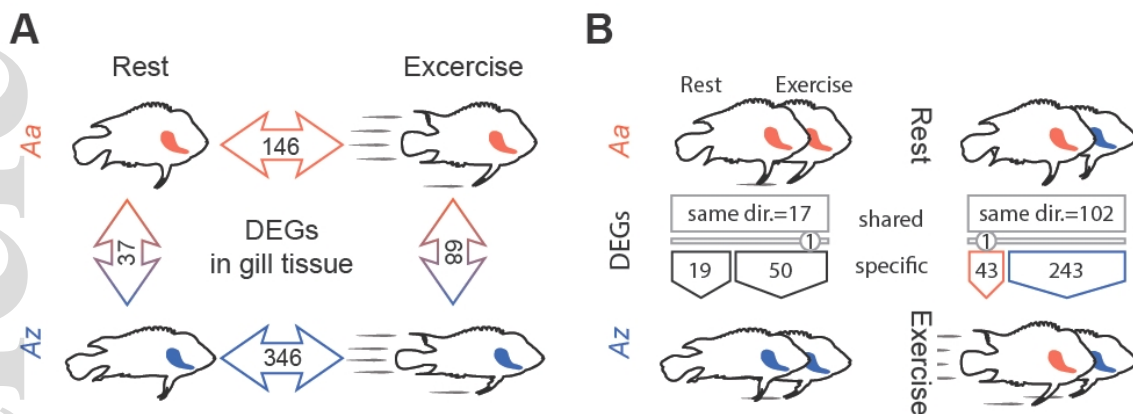 A
B
Rest
Excercise
Aa
146
37
DEGs
in gill tissue
68
Az
346
Rest
Exercise
Aa
Rest
DEGs
same dir.=17
shared
same dir.=102
1
1
19
50
specific
43
243
Az
Exercise